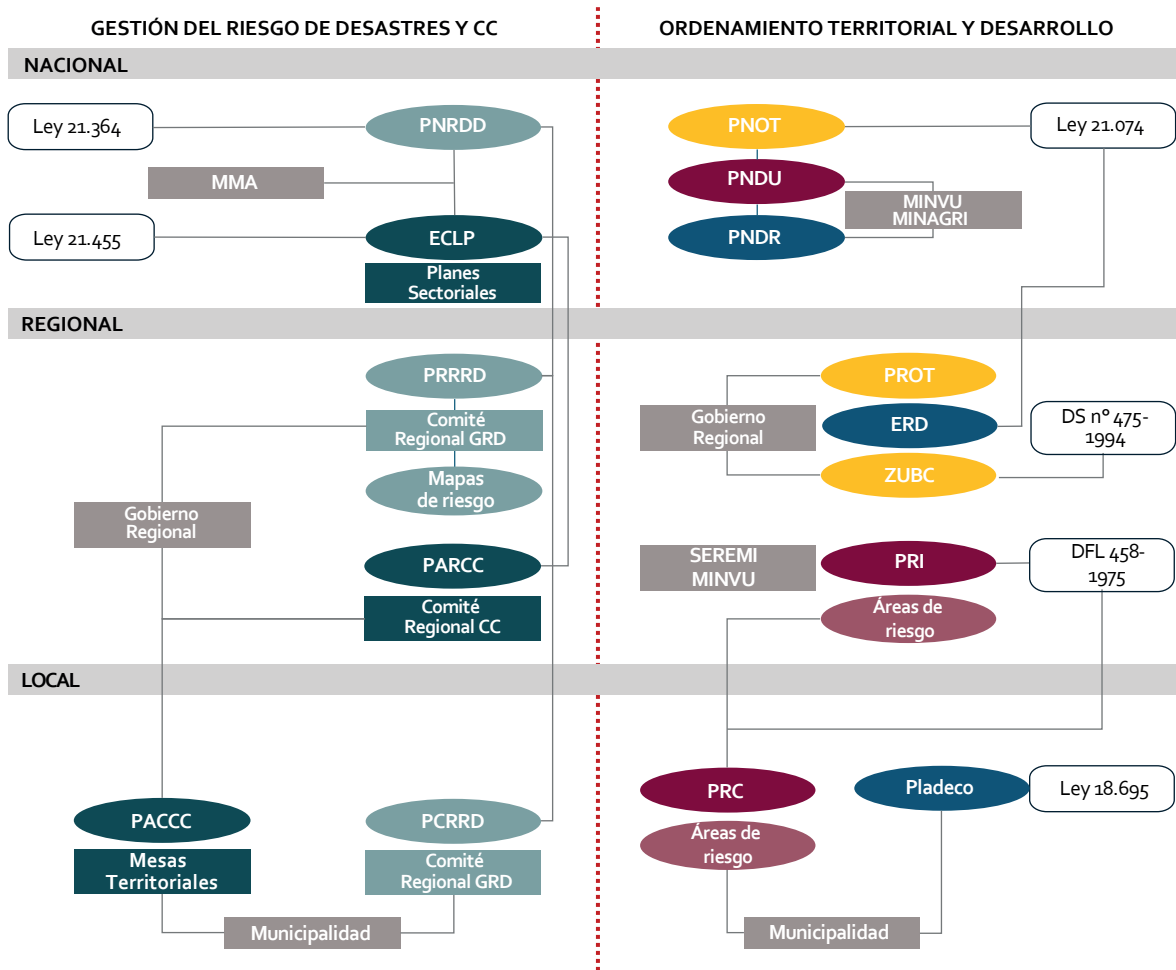 GESTIÓN DEL RIESGO DE DESASTRES Y CC
ORDENAMIENTO TERRITORIAL Y DESARROLLO
NACIONAL
Ley 21.364
PNRDD
MMA
Ley 21.455
ECLP
Planes
Sectoriales
PNOT
Ley 21.074
PNDU
MINVU
MINAGRI
PNDR
REGIONAL
PRRRD
Comité
Regional GRD
Mapas
de riesgo
Gobierno
Regional
PARCC
Comité
Regional CC
PROT
Gobierno
Regional
ERD
DS nº 475-
1994
ZUBC
SEREMI
MINVU
PRI
DFL 458-
1975
Áreas de
riesgo
LOCAL
PACCC
Mesas
Territoriales
PCRRD
Comité
Regional GRD
Municipalidad
PRC
Áreas de
riesgo
Pladeco
Ley 18.695
Municipalidad